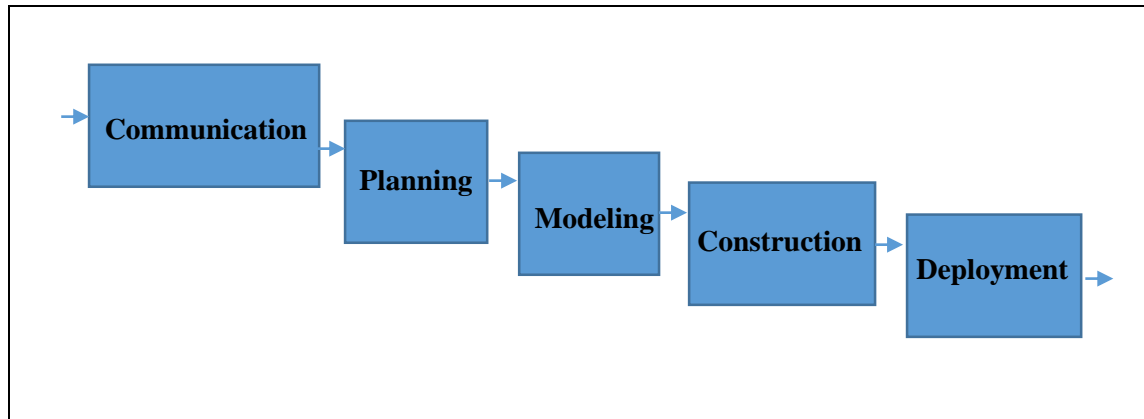 Communication
Planning
Modeling
Construction
Deployment